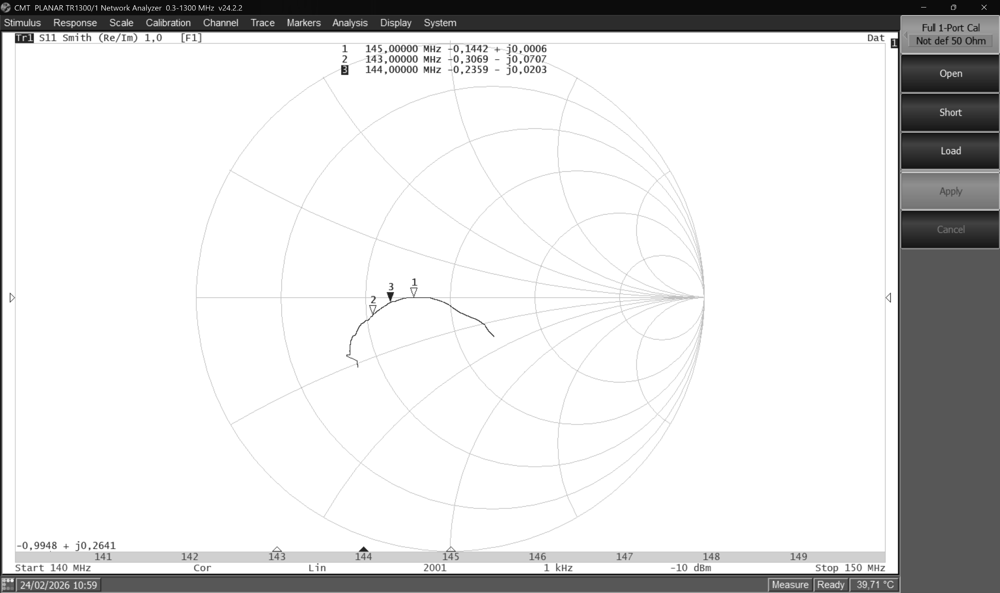 CMT PLANAR TR1300/1 Network Analyzer 0.3-1300 MHz v24.2.2
Stimulus Response Scale Calibration Channel Trace Markers Analysis Display System
Tr1 S11 Smith (Re/Im) 1,0 [F1] Dat
1
1 145,00000 MHz -0,1442 + j0,0006
2 143,00000 MHz -0,3069 - j0,0707
3 144,00000 MHz -0,2359 - j0,0203
1
3
2
-0,9948 + j0,2641
141 142 143 144 145 146 147 148 149
Start 140 MHz Cor Lin 2001 1 kHz -10 dBm Stop 150 MHz
Full 1-Port Cal
Not def 50 Ohm
Open
Short
Load
Apply
Cancel
24/02/2026 10:59 Measure Ready 39,71 °C